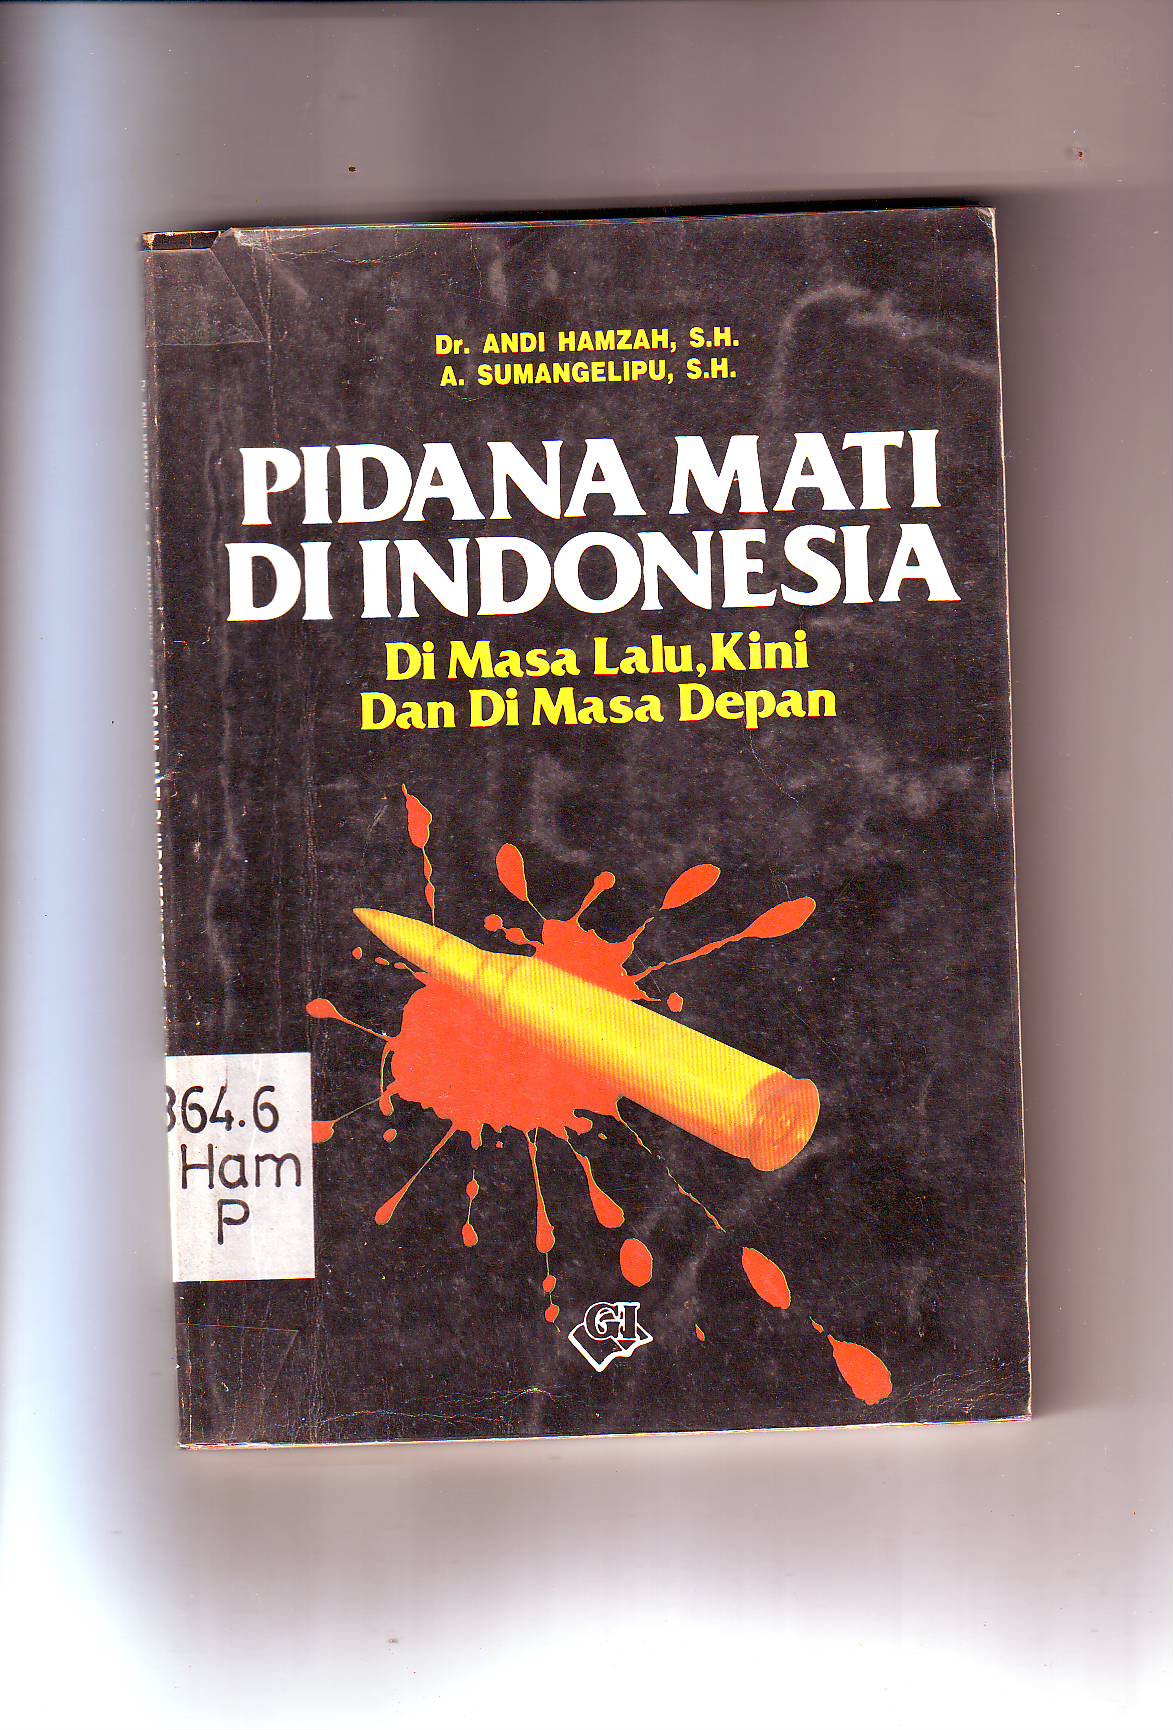 Dr. ANDI HAMZAH, S.H.
A. SUMANGELIPU, S.H.
PIDANA MATI
DI INDONESIA
Di Masa Lalu, Kini
Dan Di Masa Depan
364.6
Ham
P
GI